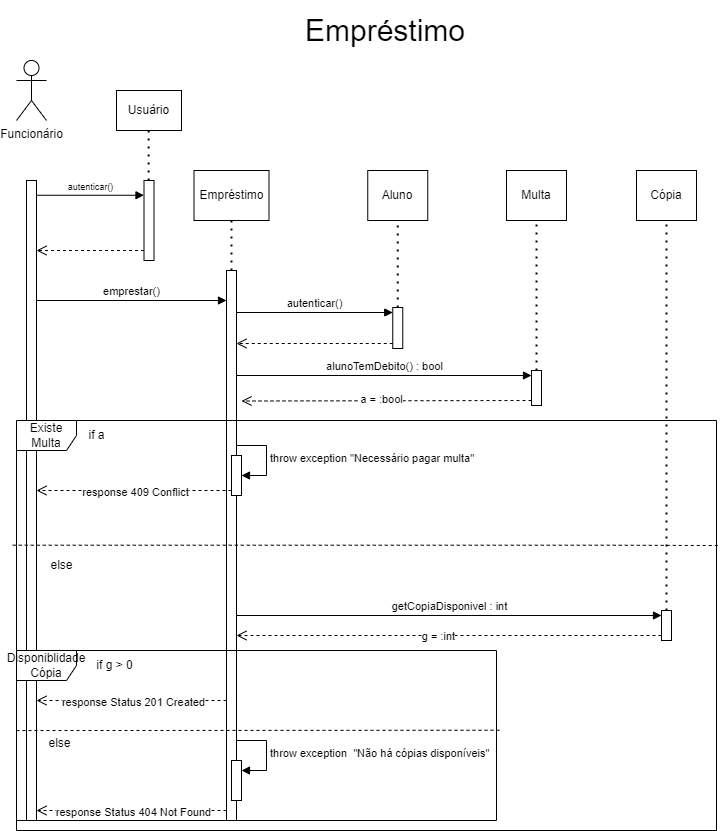 Empréstimo
Funcionário
Usuário
Empréstimo
Aluno
Multa
Cópia
autenticar()
emprestar()
autenticar()
alunoTemDebito() : bool
a = :bool
Existe
Multa
if a
throw exception "Necessário pagar multa"
response 409 Conflict
else
getCopiaDisponivel : int
g = :int
Disponiblidade
Cópia
if g > 0
response Status 201 Created
else
throw exception "Não há cópias disponíveis"
response Status 404 Not Found